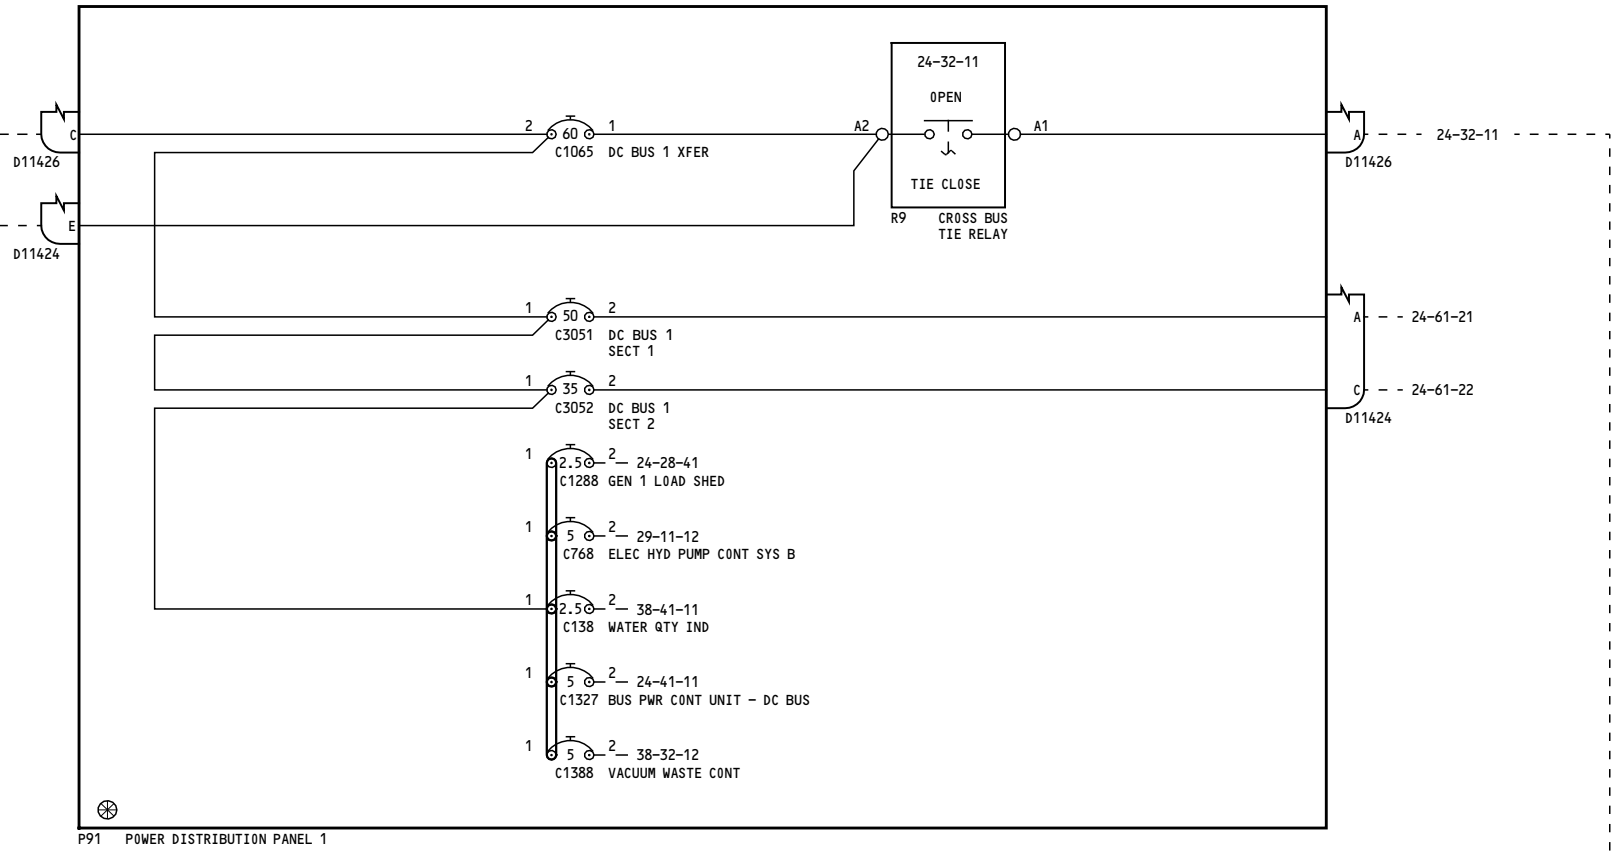 24-32-11
OPEN
C
2
60
1
A2
A1
A
24-32-11
D11426
C1065 DC BUS 1 XFER
D11426
TIE CLOSE
R9 CROSS BUS
TIE RELAY
E
D11424
1
50
2
A
24-61-21
C3051 DC BUS 1
SECT 1
1
35
2
C
24-61-22
C3052 DC BUS 1
SECT 2
D11424
1
2.5
2
24-28-41
C1288 GEN 1 LOAD SHED
1
5
2
29-11-12
C768 ELEC HYD PUMP CONT SYS B
1
2.5
2
38-41-11
C138 WATER QTY IND
1
5
2
24-41-11
C1327 BUS PWR CONT UNIT - DC BUS
1
5
2
38-32-12
C1388 VACUUM WASTE CONT
P91 POWER DISTRIBUTION PANEL 1